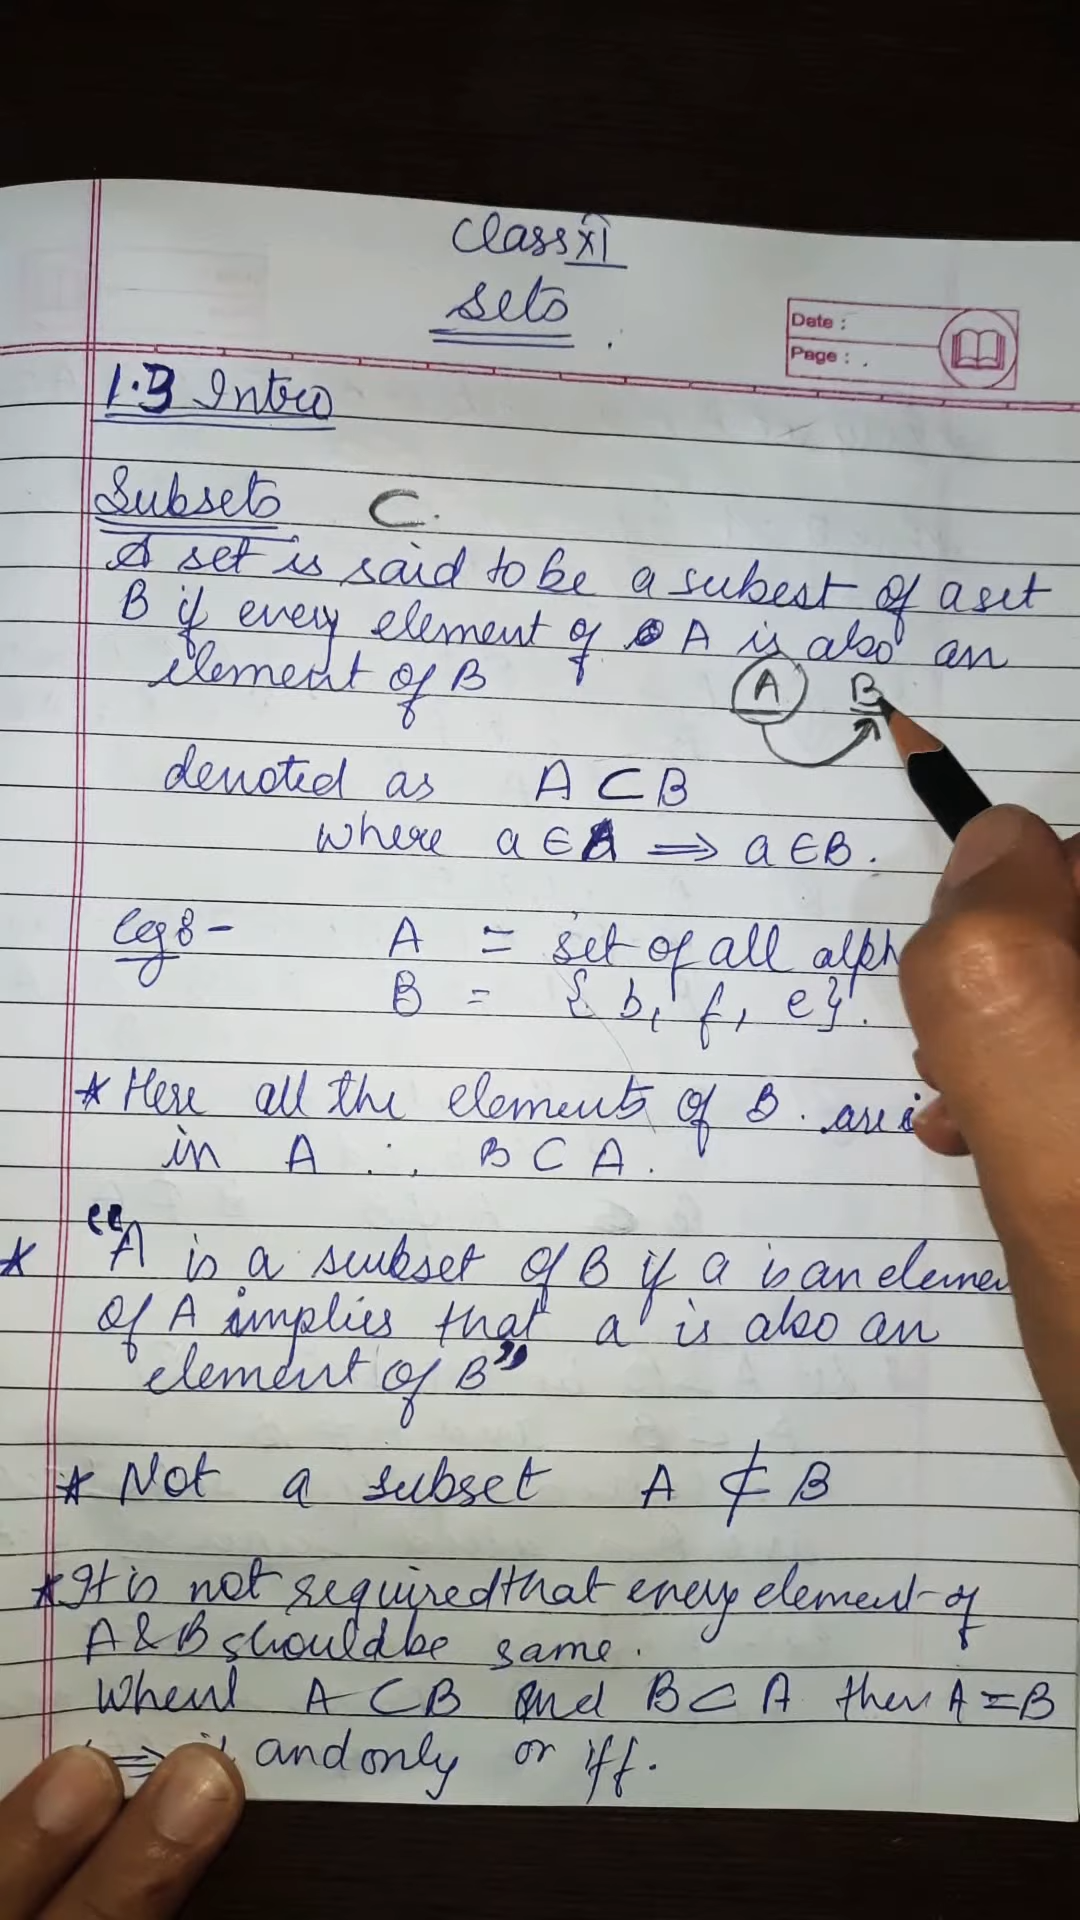 Class XI
Sets
Date :
Page :
1.3 Intro
Subsets ⊂.
A set is said to be a subest of a set
B if every element of A is also an
element of B
A B
denoted as A ⊂ B
where a ∈ A ⟹ a ∈ B.
eg:- A = set of all alph
B = { b, f, e}.
* Here all the elements of B. are
in A ∴ B ⊂ A.
* "A is a subset of B if a is an elemen
of A implies that a is also an
element of B"
* Not a subset A ⊄ B
* It is not required that every element of
A & B should be same.
When A ⊂ B and B ⊂ A then A = B
and only or iff.